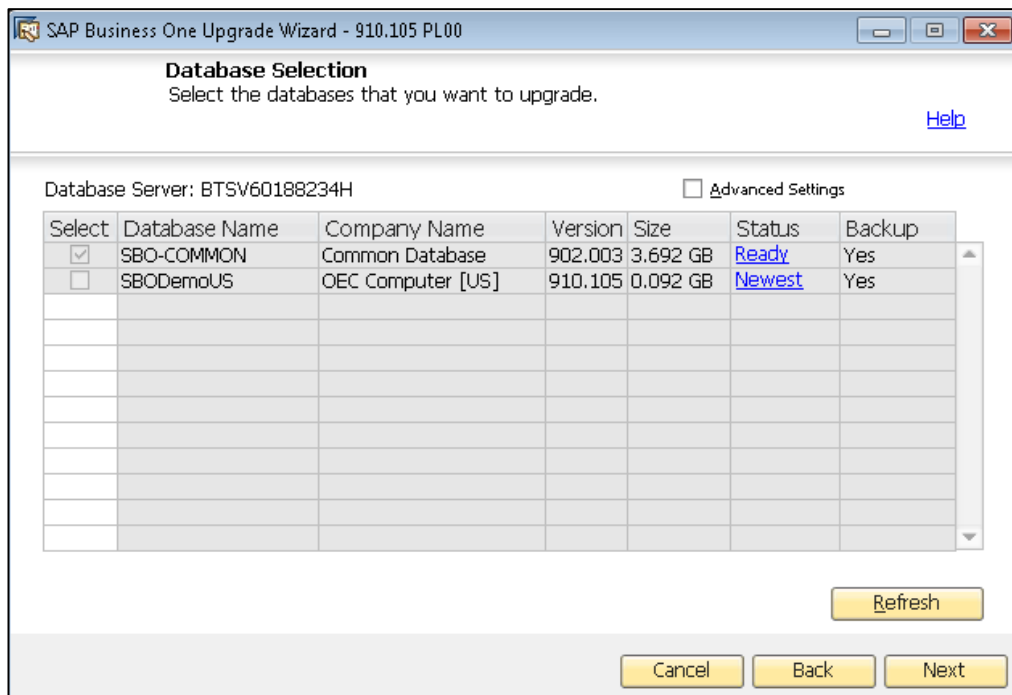 SAP Business One Upgrade Wizard - 910.105 PL00
Database Selection
Select the databases that you want to upgrade.
Help
Database Server: BTSV60188234H
Advanced Settings
Select Database Name Company Name Version Size Status Backup
SBO-COMMON Common Database 902.003 3.692 GB Ready Yes
SBODemoUS OEC Computer [US] 910.105 0.092 GB Newest Yes
Refresh
Cancel Back Next